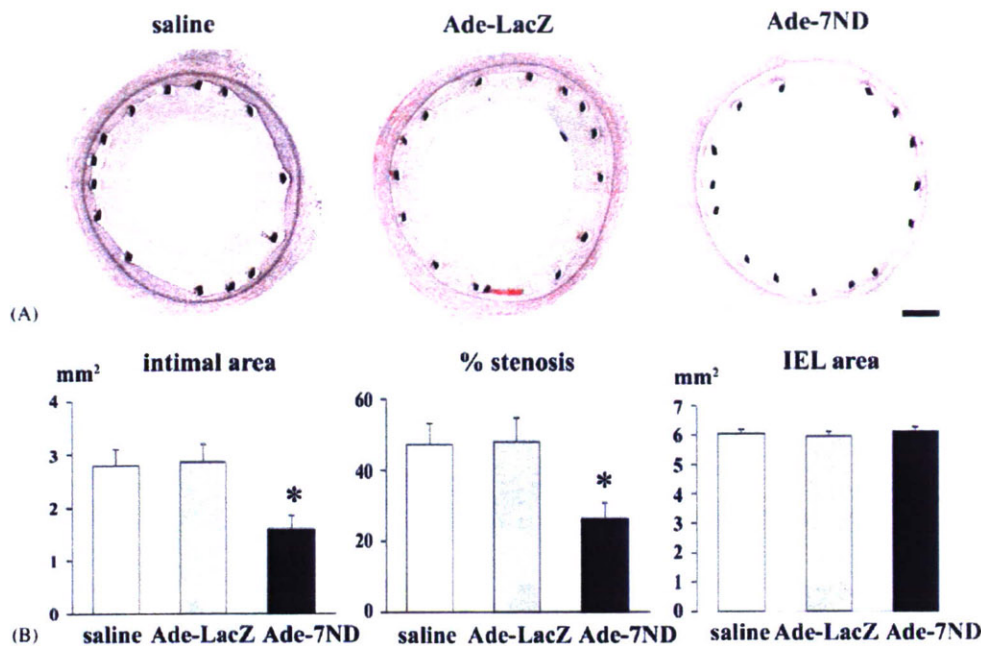 saline Ade-LacZ Ade-7ND
(A)
intimal area % stenosis IEL area
mm² mm²
4 60 7
3 6
40 5
2 4
20 3
1 2
1
0 0 0
* *
saline Ade-LacZ Ade-7ND saline Ade-LacZ Ade-7ND saline Ade-LacZ Ade-7ND
(B)